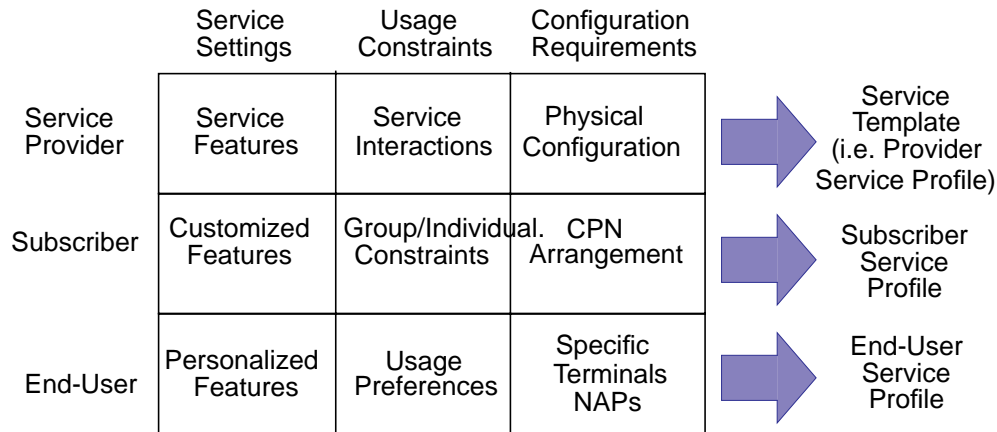 Service
Settings
Usage
Constraints
Configuration
Requirements
Service
Provider
Service
Features
Service
Interactions
Physical
Configuration
Service
Template
(i.e. Provider
Service Profile)
Subscriber
Customized
Features
Group/Individual.
Constraints
CPN
Arrangement
Subscriber
Service
Profile
End-User
Personalized
Features
Usage
Preferences
Specific
Terminals
NAPs
End-User
Service
Profile